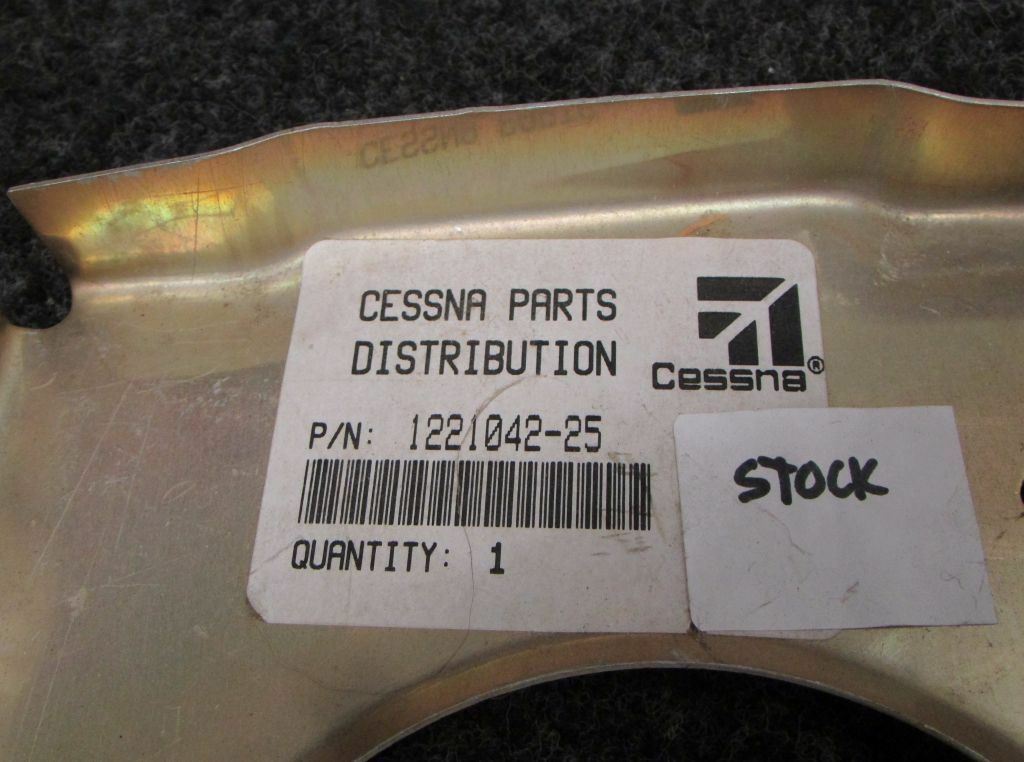 CESSNA PARTS
DISTRIBUTION
Cessna®
P/N: 1221042-25
QUANTITY: 1
STOCK